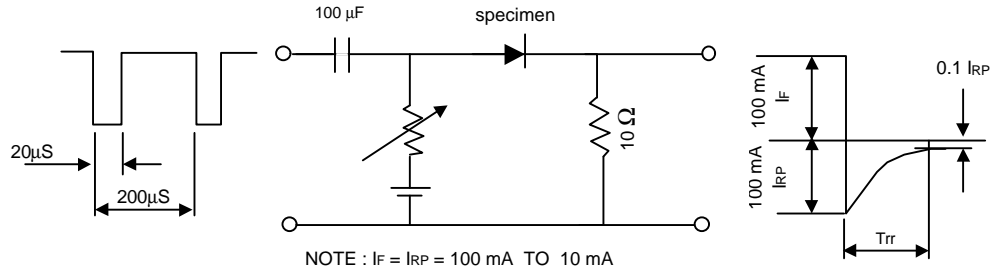 100 µF
specimen
20µS
200µS
10 Ω
100 mA
IF
100 mA
IRP
0.1 IRP
Trr
NOTE : IF = IRP = 100 mA TO 10 mA